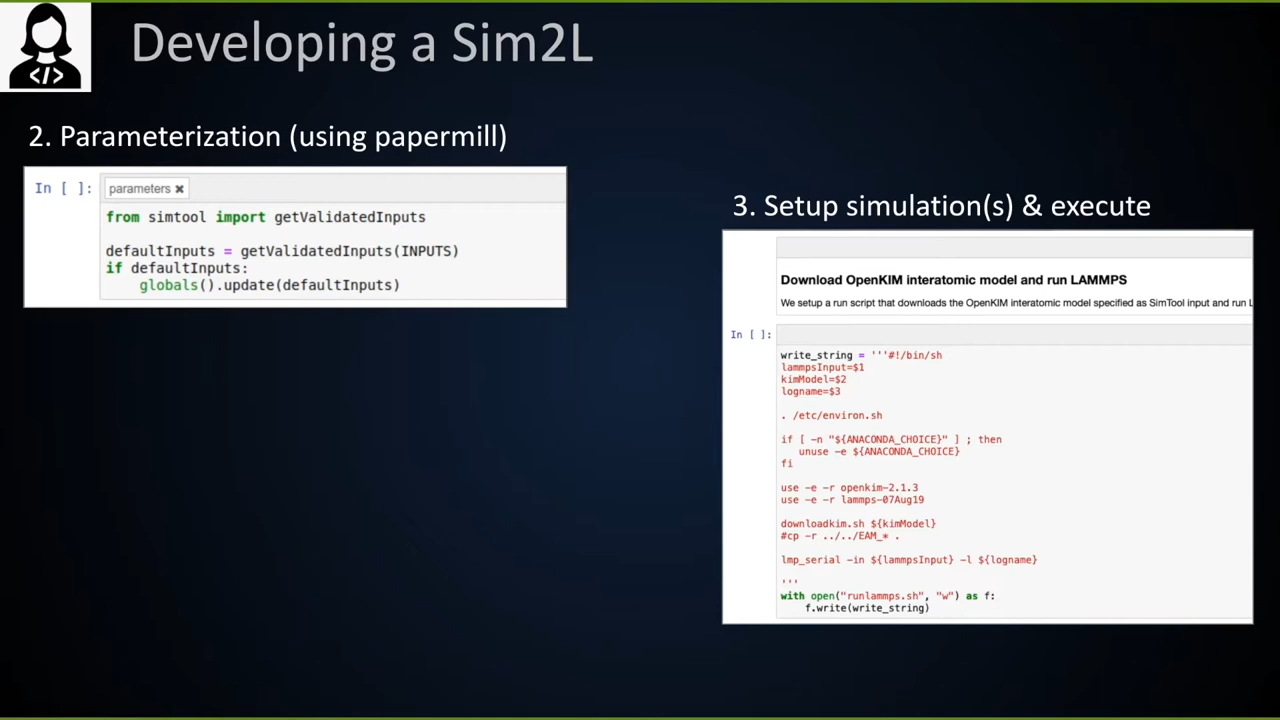 </>
Developing a Sim2L
2. Parameterization (using papermill)
In [ ]:
parameters ✖
from simtool import getValidatedInputs
defaultInputs = getValidatedInputs(INPUTS)
if defaultInputs:
globals().update(defaultInputs)
3. Setup simulation(s) & execute
Download OpenKIM interatomic model and run LAMMPS
We setup a run script that downloads the OpenKIM interatomic model specified as SimTool input and run L
In [ ]:
write_string = '''#!/bin/sh
lammpsInput=$1
kimModel=$2
logname=$3
. /etc/environ.sh
if [ -n "${ANACONDA_CHOICE}" ] ; then
unuse -e ${ANACONDA_CHOICE}
fi
use -e -r openkim-2.1.3
use -e -r lammps-07Aug19
downloadkim.sh ${kimModel}
#cp -r ../../EAM_* .
lmp_serial -in ${lammpsInput} -l ${logname}
'''
with open("runlammps.sh", "w") as f:
f.write(write_string)